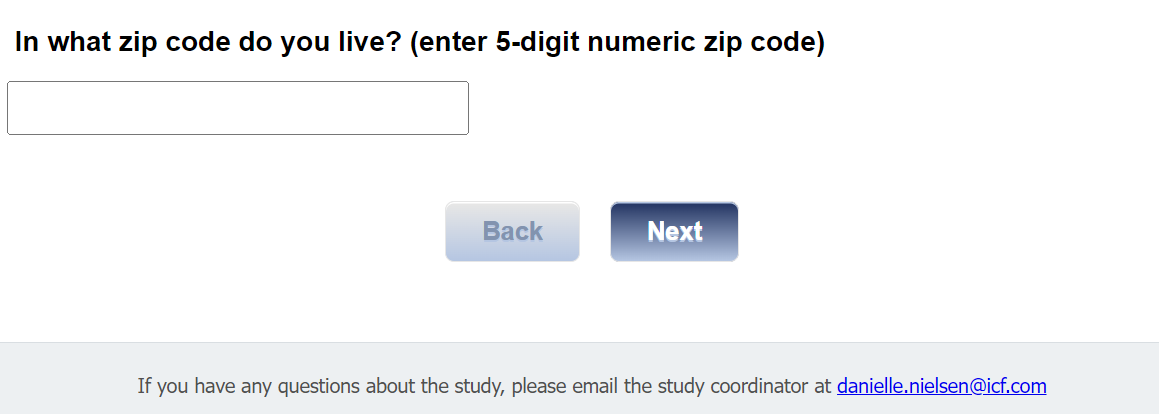 In what zip code do you live? (enter 5-digit numeric zip code)
Back
Next
If you have any questions about the study, please email the study coordinator at danielle.nielsen@icf.com